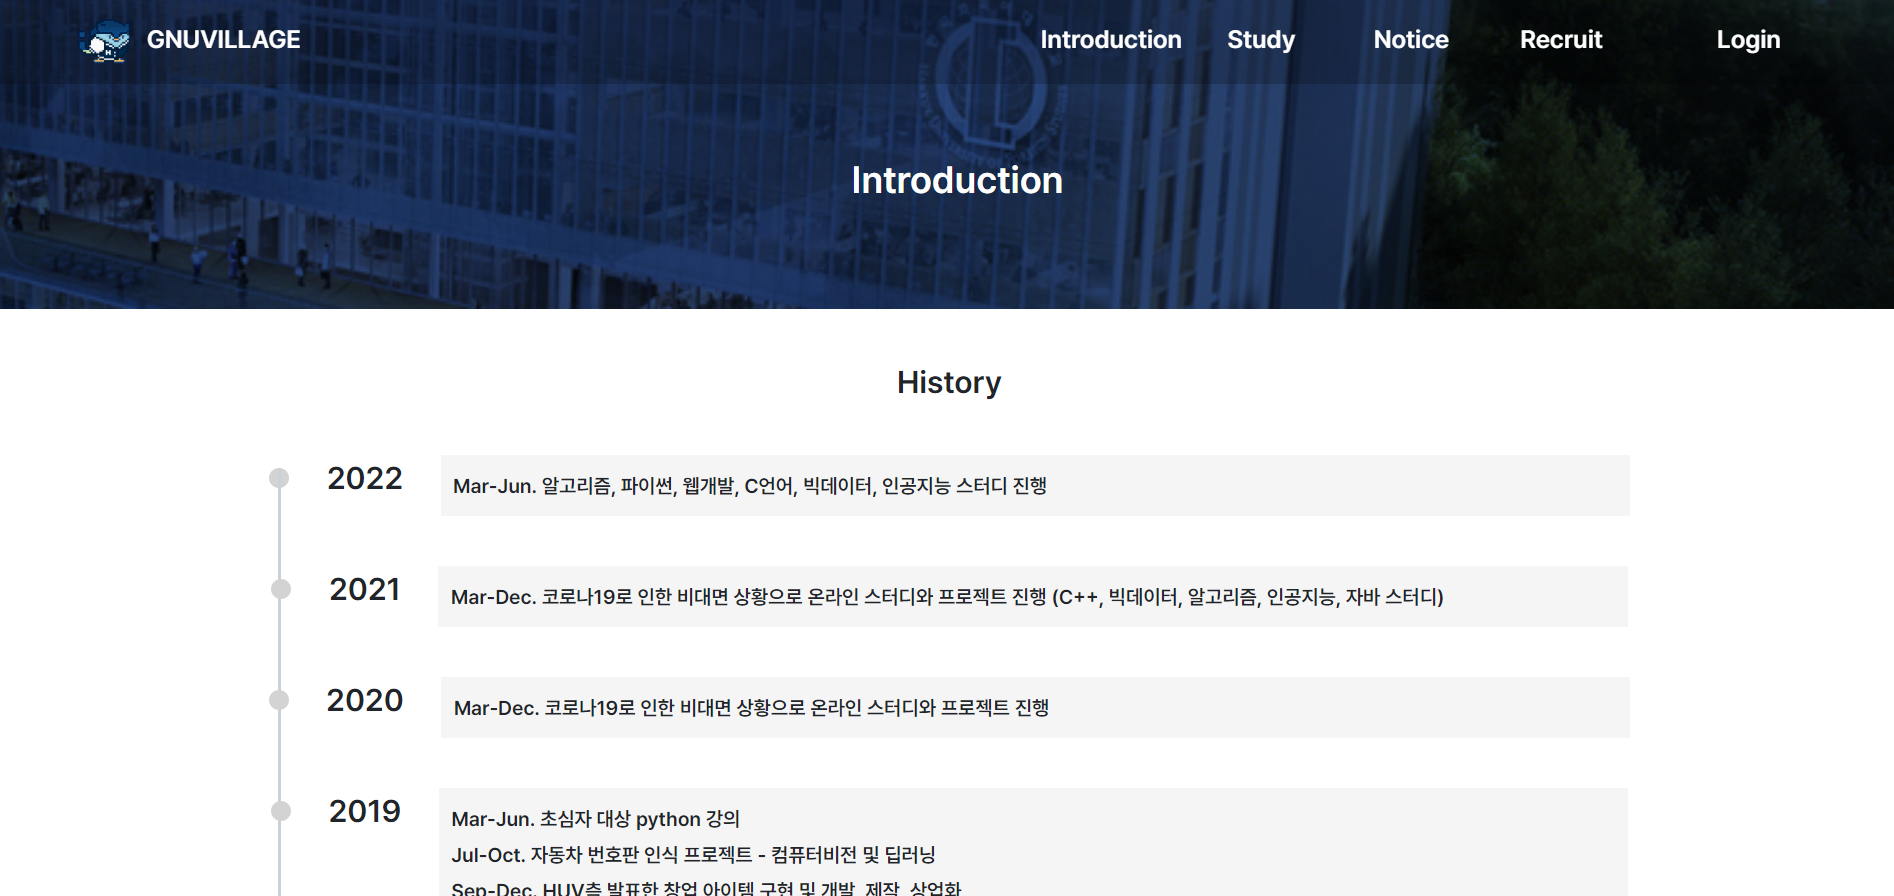 GNUVILLAGE
Introduction Study Notice Recruit Login
Introduction
History
2022
Mar-Jun. 알고리즘, 파이썬, 웹개발, C언어, 빅데이터, 인공지능 스터디 진행
2021
Mar-Dec. 코로나19로 인한 비대면 상황으로 온라인 스터디와 프로젝트 진행 (C++, 빅데이터, 알고리즘, 인공지능, 자바 스터디)
2020
Mar-Dec. 코로나19로 인한 비대면 상황으로 온라인 스터디와 프로젝트 진행
2019
Mar-Jun. 초심자 대상 python 강의
Jul-Oct. 자동차 번호판 인식 프로젝트 - 컴퓨터비전 및 딥러닝
Sep-Dec. HUV층 발표한 창업 아이템 구현 및 개발, 제작, 상업화